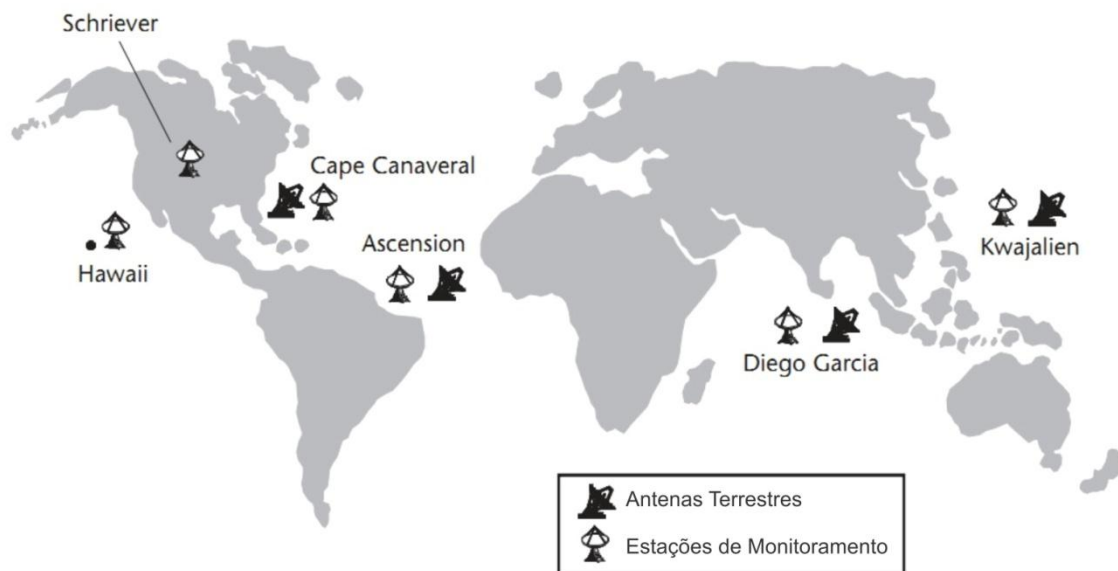 Schriever
Cape Canaveral
Ascension
Hawaii
Kwajalien
Diego Garcia
Antenas Terrestres
Estações de Monitoramento